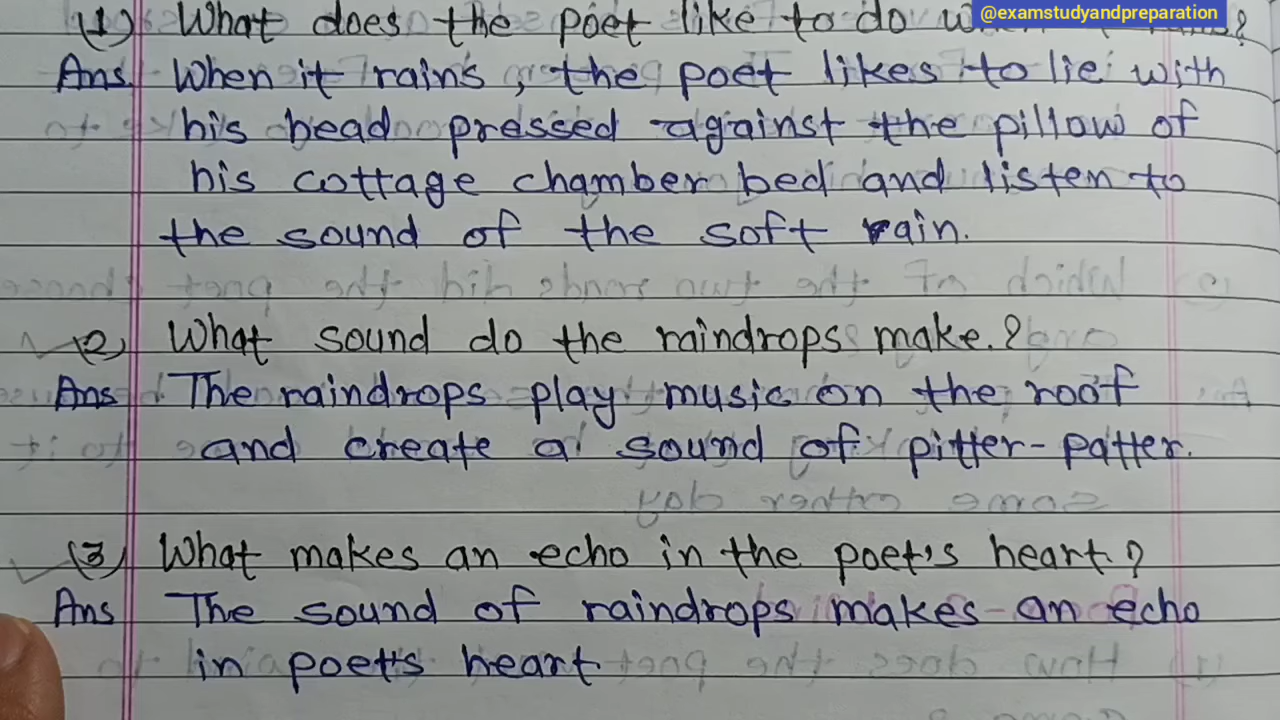 @examstudyandpreparation
(1) What does the poet like to do ?
Ans When it rains, the poet likes to lie with
his head pressed against the pillow of
his cottage chamber bed and listen to
the sound of the soft rain.
(2) What sound do the raindrops make.?
Ans The raindrops play music on the roof
and create a sound of pitter-patter.
(3) What makes an echo in the poet's heart.?
Ans The sound of raindrops makes an echo
in poet's heart